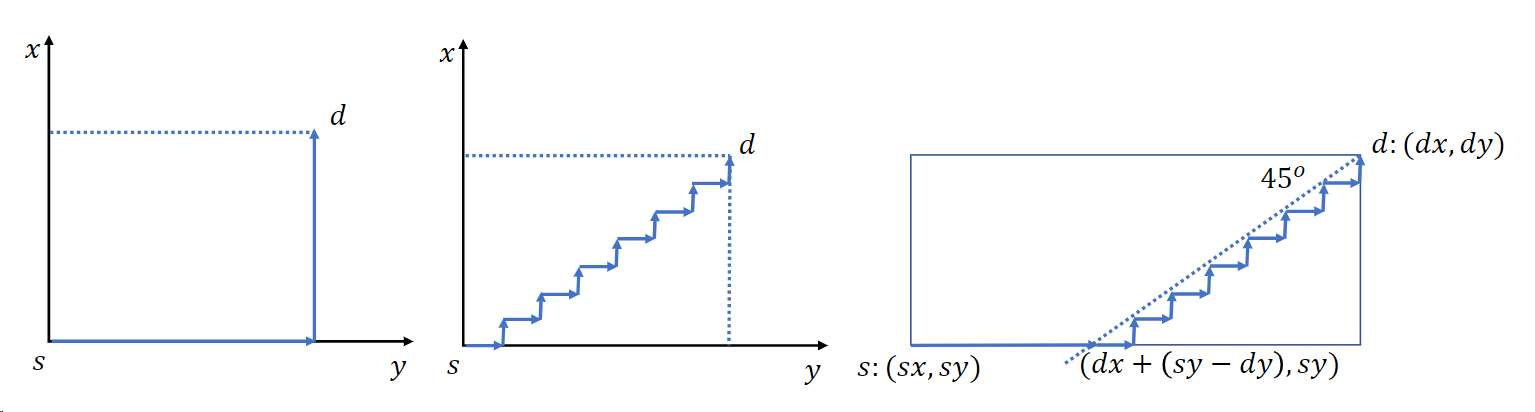 x
d
s
y
x
d
s
y
d: (dx, dy)
45°
s: (sx, sy)
(dx + (sy − dy), sy)